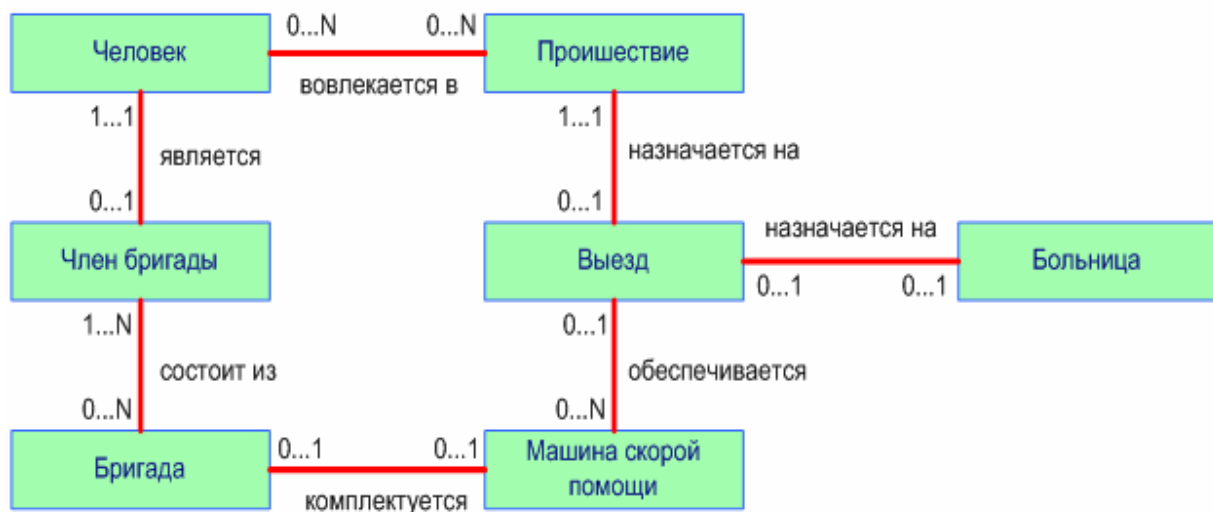 0...N 0...N
Человек Проишествие
вовлекается в
1...1 1...1
является назначается на
0...1 0...1 назначается на
Член бригады Выезд Больница
0...1 0...1
1...N 0...1
состоит из обеспечивается
0...N 0...N
0...1 0...1
Бригада Машина скорой
помощи
комплектуется